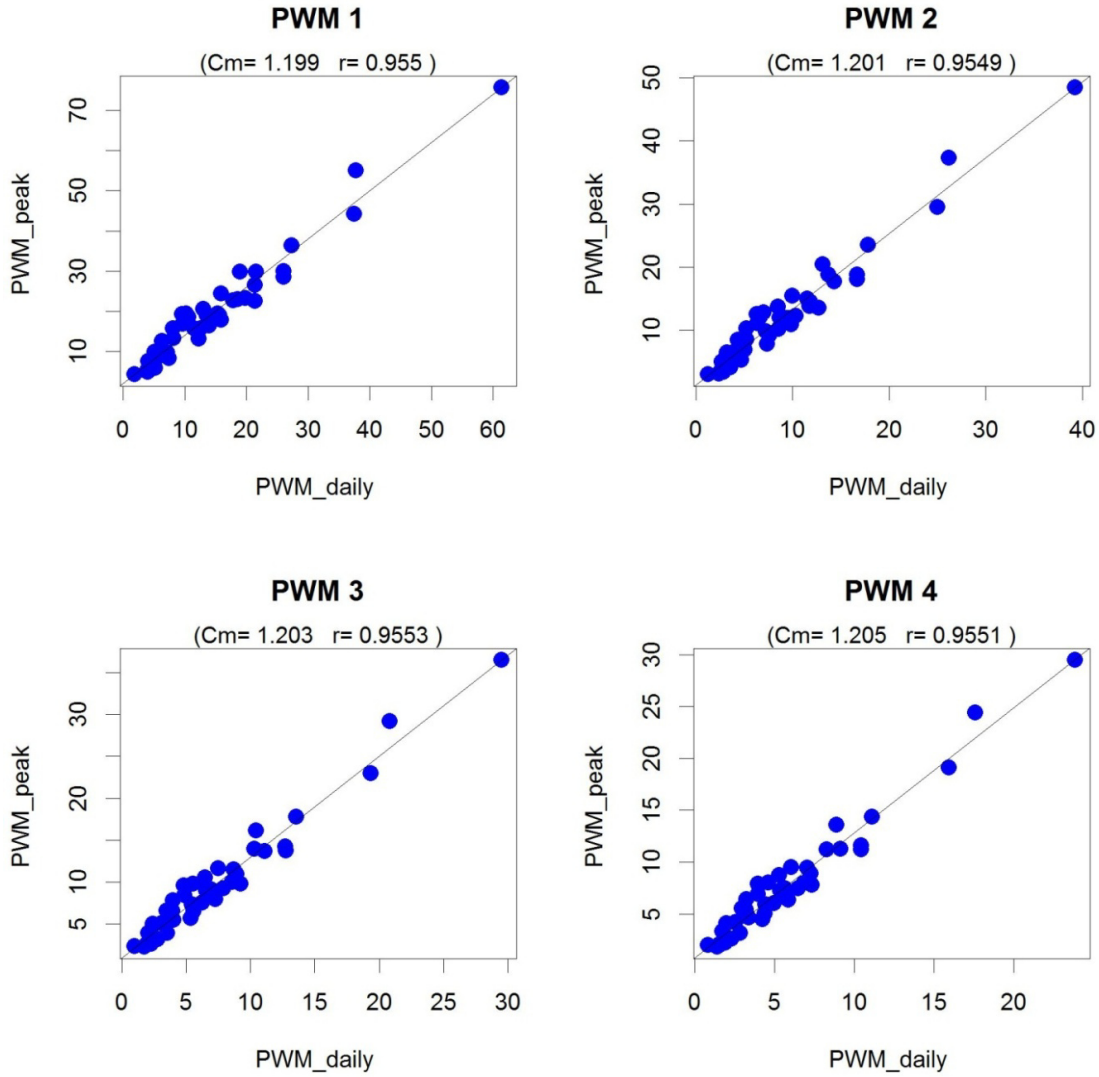 PWM 1
(Cm= 1.199 r= 0.955 )
PWM_peak
70
50
30
10
0 10 20 30 40 50 60
PWM_daily
PWM 2
(Cm= 1.201 r= 0.9549 )
PWM_peak
50
40
30
20
10
0 10 20 30 40
PWM_daily
PWM 3
(Cm= 1.203 r= 0.9553 )
PWM_peak
30
20
10
5
0 5 10 15 20 25 30
PWM_daily
PWM 4
(Cm= 1.205 r= 0.9551 )
PWM_peak
30
25
20
15
10
5
0 5 10 15 20
PWM_daily